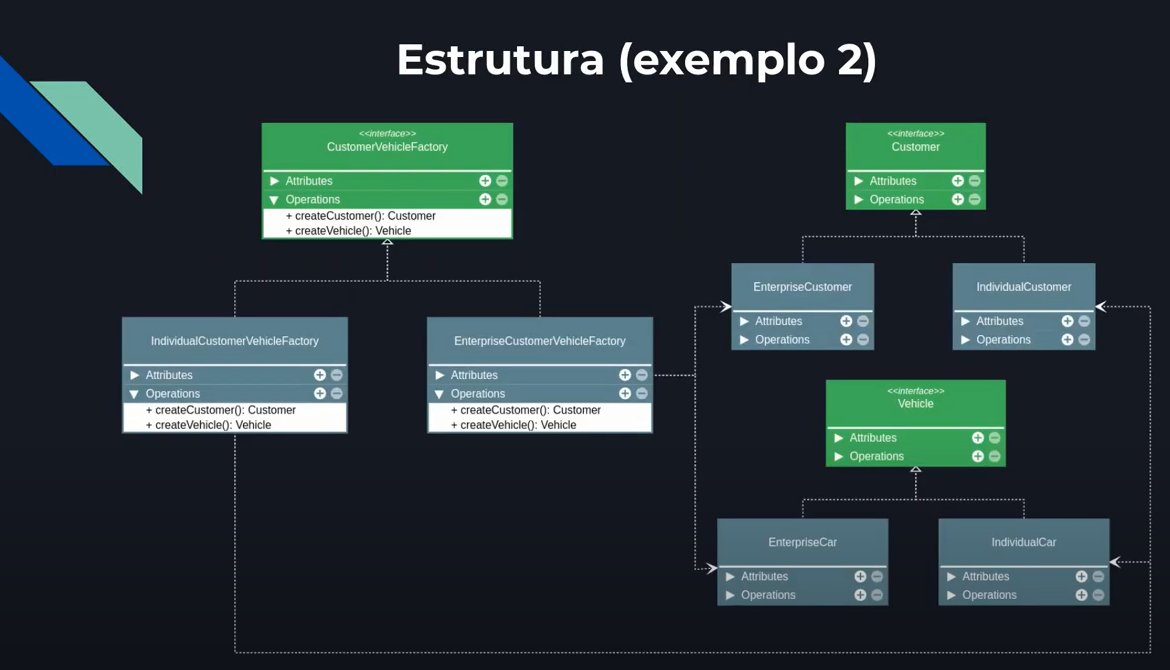 Estrutura (exemplo 2)
<<interface>>
CustomerVehicleFactory
Attributes
Operations
+ createCustomer(): Customer
+ createVehicle(): Vehicle
<<interface>>
Customer
Attributes
Operations
IndividualCustomerVehicleFactory
Attributes
Operations
+ createCustomer(): Customer
+ createVehicle(): Vehicle
EnterpriseCustomerVehicleFactory
Attributes
Operations
+ createCustomer(): Customer
+ createVehicle(): Vehicle
EnterpriseCustomer
Attributes
Operations
IndividualCustomer
Attributes
Operations
<<interface>>
Vehicle
Attributes
Operations
EnterpriseCar
Attributes
Operations
IndividualCar
Attributes
Operations